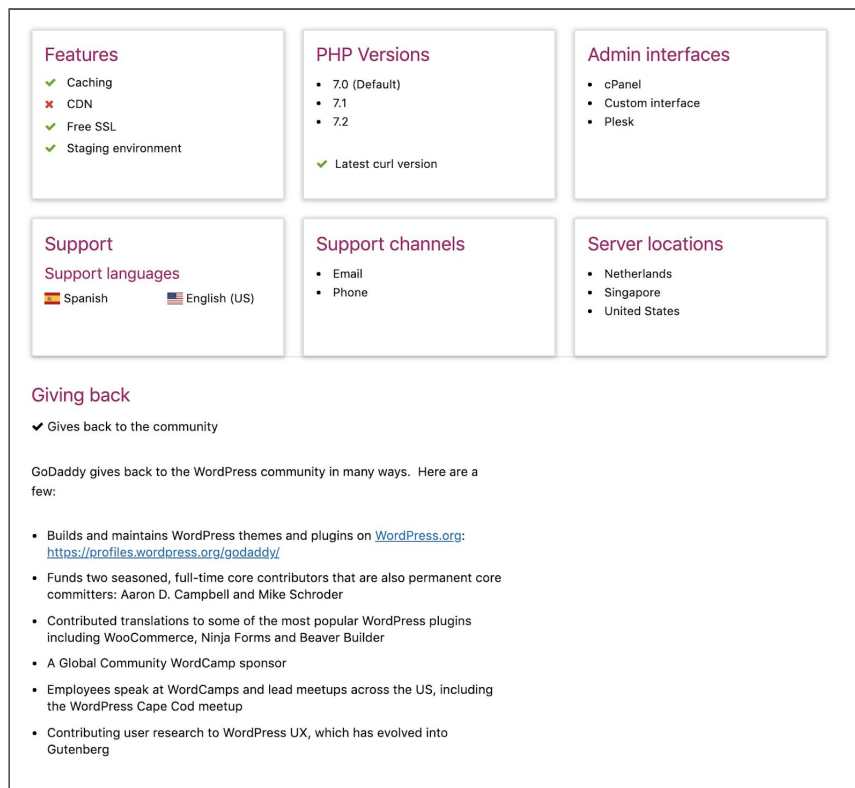 Features
Caching
CDN
Free SSL
Staging environment
PHP Versions
7.0 (Default)
7.1
7.2
Latest curl version
Admin interfaces
cPanel
Custom interface
Plesk
Support
Support languages
Spanish
English (US)
Support channels
Email
Phone
Server locations
Netherlands
Singapore
United States
Giving back
Gives back to the community
GoDaddy gives back to the WordPress community in many ways.  Here are a
few:
Builds and maintains WordPress themes and plugins on WordPress.org:
https://profiles.wordpress.org/godaddy/
Funds two seasoned, full-time core contributors that are also permanent core
committers: Aaron D. Campbell and Mike Schroder
Contributed translations to some of the most popular WordPress plugins
including WooCommerce, Ninja Forms and Beaver Builder
A Global Community WordCamp sponsor
Employees speak at WordCamps and lead meetups across the US, including
the WordPress Cape Cod meetup
Contributing user research to WordPress UX, which has evolved into
Gutenberg